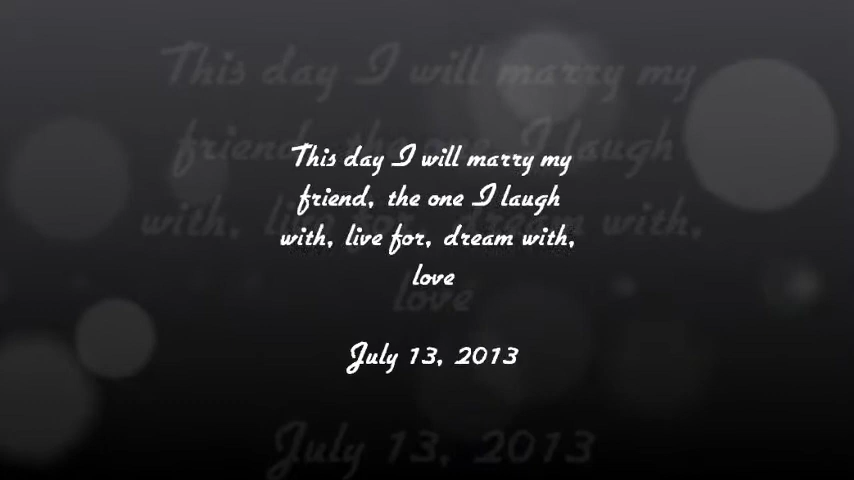 This day I will marry my
friend, the one I laugh
with, live for, dream with,
love
July 13, 2013